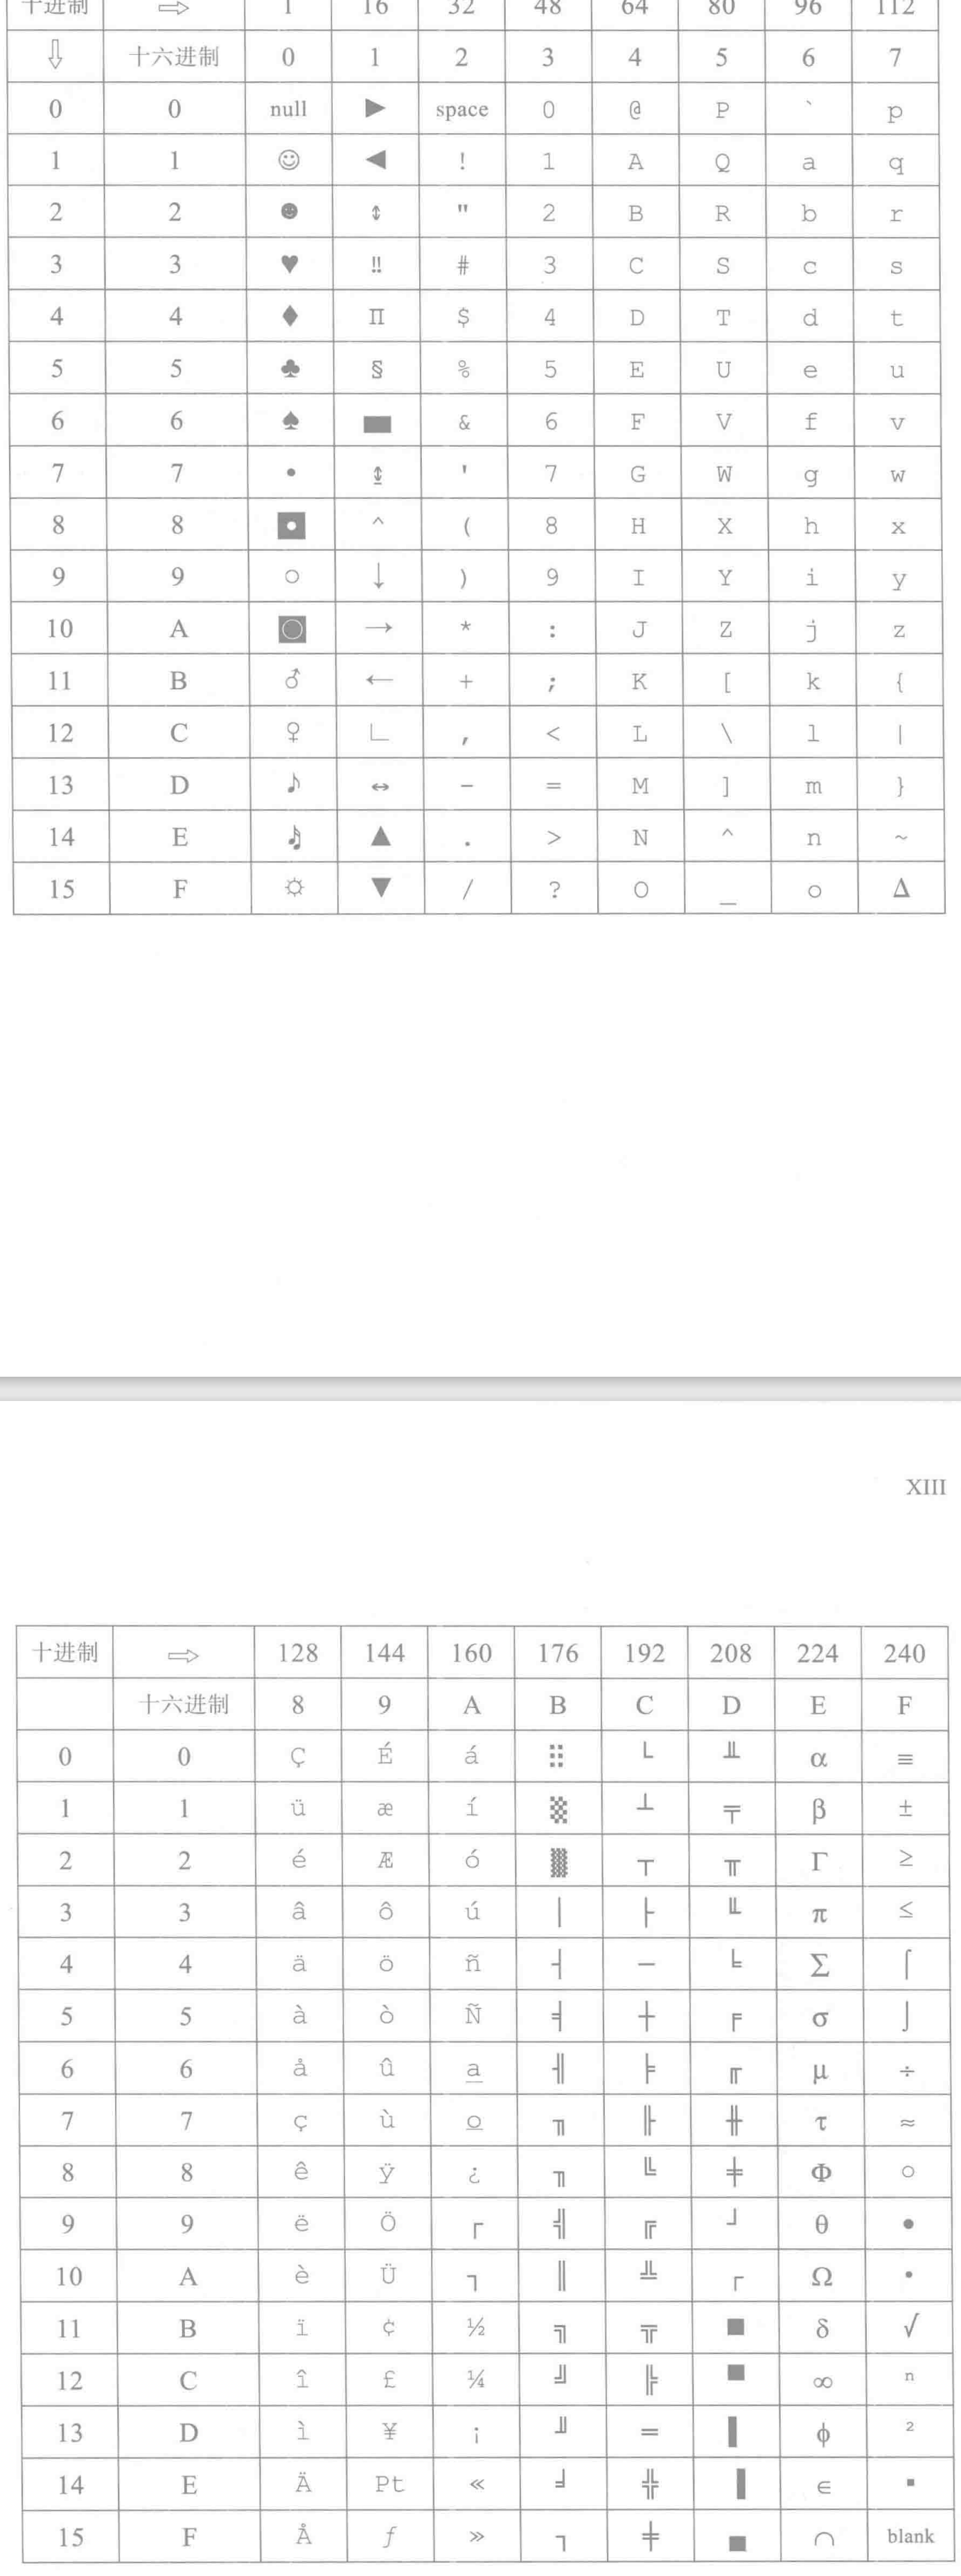 十进制 ⇨ 1 16 32 48 64 80 96 112
⇩ 十六进制 0 1 2 3 4 5 6 7
0 0 null ► space 0 @ P ` p
1 1 ☺ ◄ ! 1 A Q a q
2 2 ☻ ↕ " 2 B R b r
3 3 ♥ ‼ # 3 C S c s
4 4 ♦ Π $ 4 D T d t
5 5 ♣ § % 5 E U e u
6 6 ♠ ▬ & 6 F V f v
7 7 • ↨ ' 7 G W g w
8 8 ◘ ^ ( 8 H X h x
9 9 ○ ↓ ) 9 I Y i y
10 A ◙ → * : J Z j z
11 B ♂ ← + ; K [ k {
12 C ♀ ∟ , < L \ l |
13 D ♪ ↔ - = M ] m }
14 E ♬ ▲ . > N ^ n ~
15 F ☼ ▼ / ? O _ o Δ
XIII
十进制 ⇨ 128 144 160 176 192 208 224 240
十六进制 8 9 A B C D E F
0 0 Ç É á ░ └ ╨ α ≡
1 1 ü æ í ▒ ┴ ╤ β ±
2 2 é Æ ó ▓ ┬ ╥ Γ ≥
3 3 â ô ú │ ├ ╙ π ≤
4 4 ä ö ñ ┤ ─ ╘ Σ ⌠
5 5 à ò Ñ ╡ ┼ ╒ σ ⌡
6 6 å û a ╢ ╞ ╓ µ ÷
7 7 ç ù o ╖ ╟ ╫ τ ≈
8 8 ê ÿ ¿ ╖ ╚ ╪ Φ ○
9 9 ë Ö ┌ ╣ ╔ ┘ θ ●
10 A è Ü ┐ ║ ╩ ┌ Ω •
11 B ï ¢ ½ ╗ ╦ ■ δ √
12 C î £ ¼ ╝ ╠ ▀ ∞ ⁿ
13 D ì ¥ ¡ ╜ ═ ▌ ϕ ²
14 E Ä Pt « ╛ ╬ ▐ ∈ ▪
15 F Å ƒ » ┐ ╪ ▄ ∩ blank